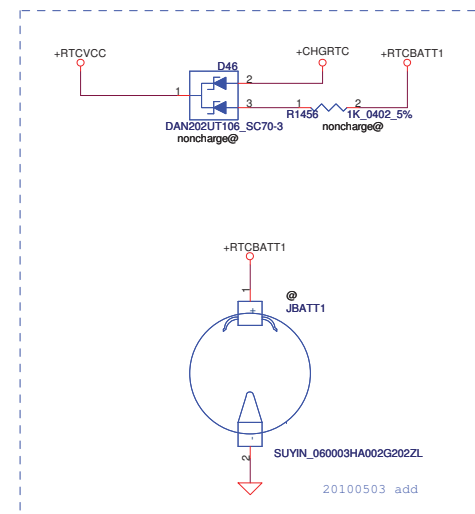 +RTCVCC
+CHGRTC
+RTCBATT1
D46
1
2
3
1
2
R1456
1K_0402_5%
DAN202UT106_SC70-3
noncharge@
noncharge@
+RTCBATT1
1
@
JBATT1
+
-
SUYIN_060003HA002G202ZL
2
20100503 add